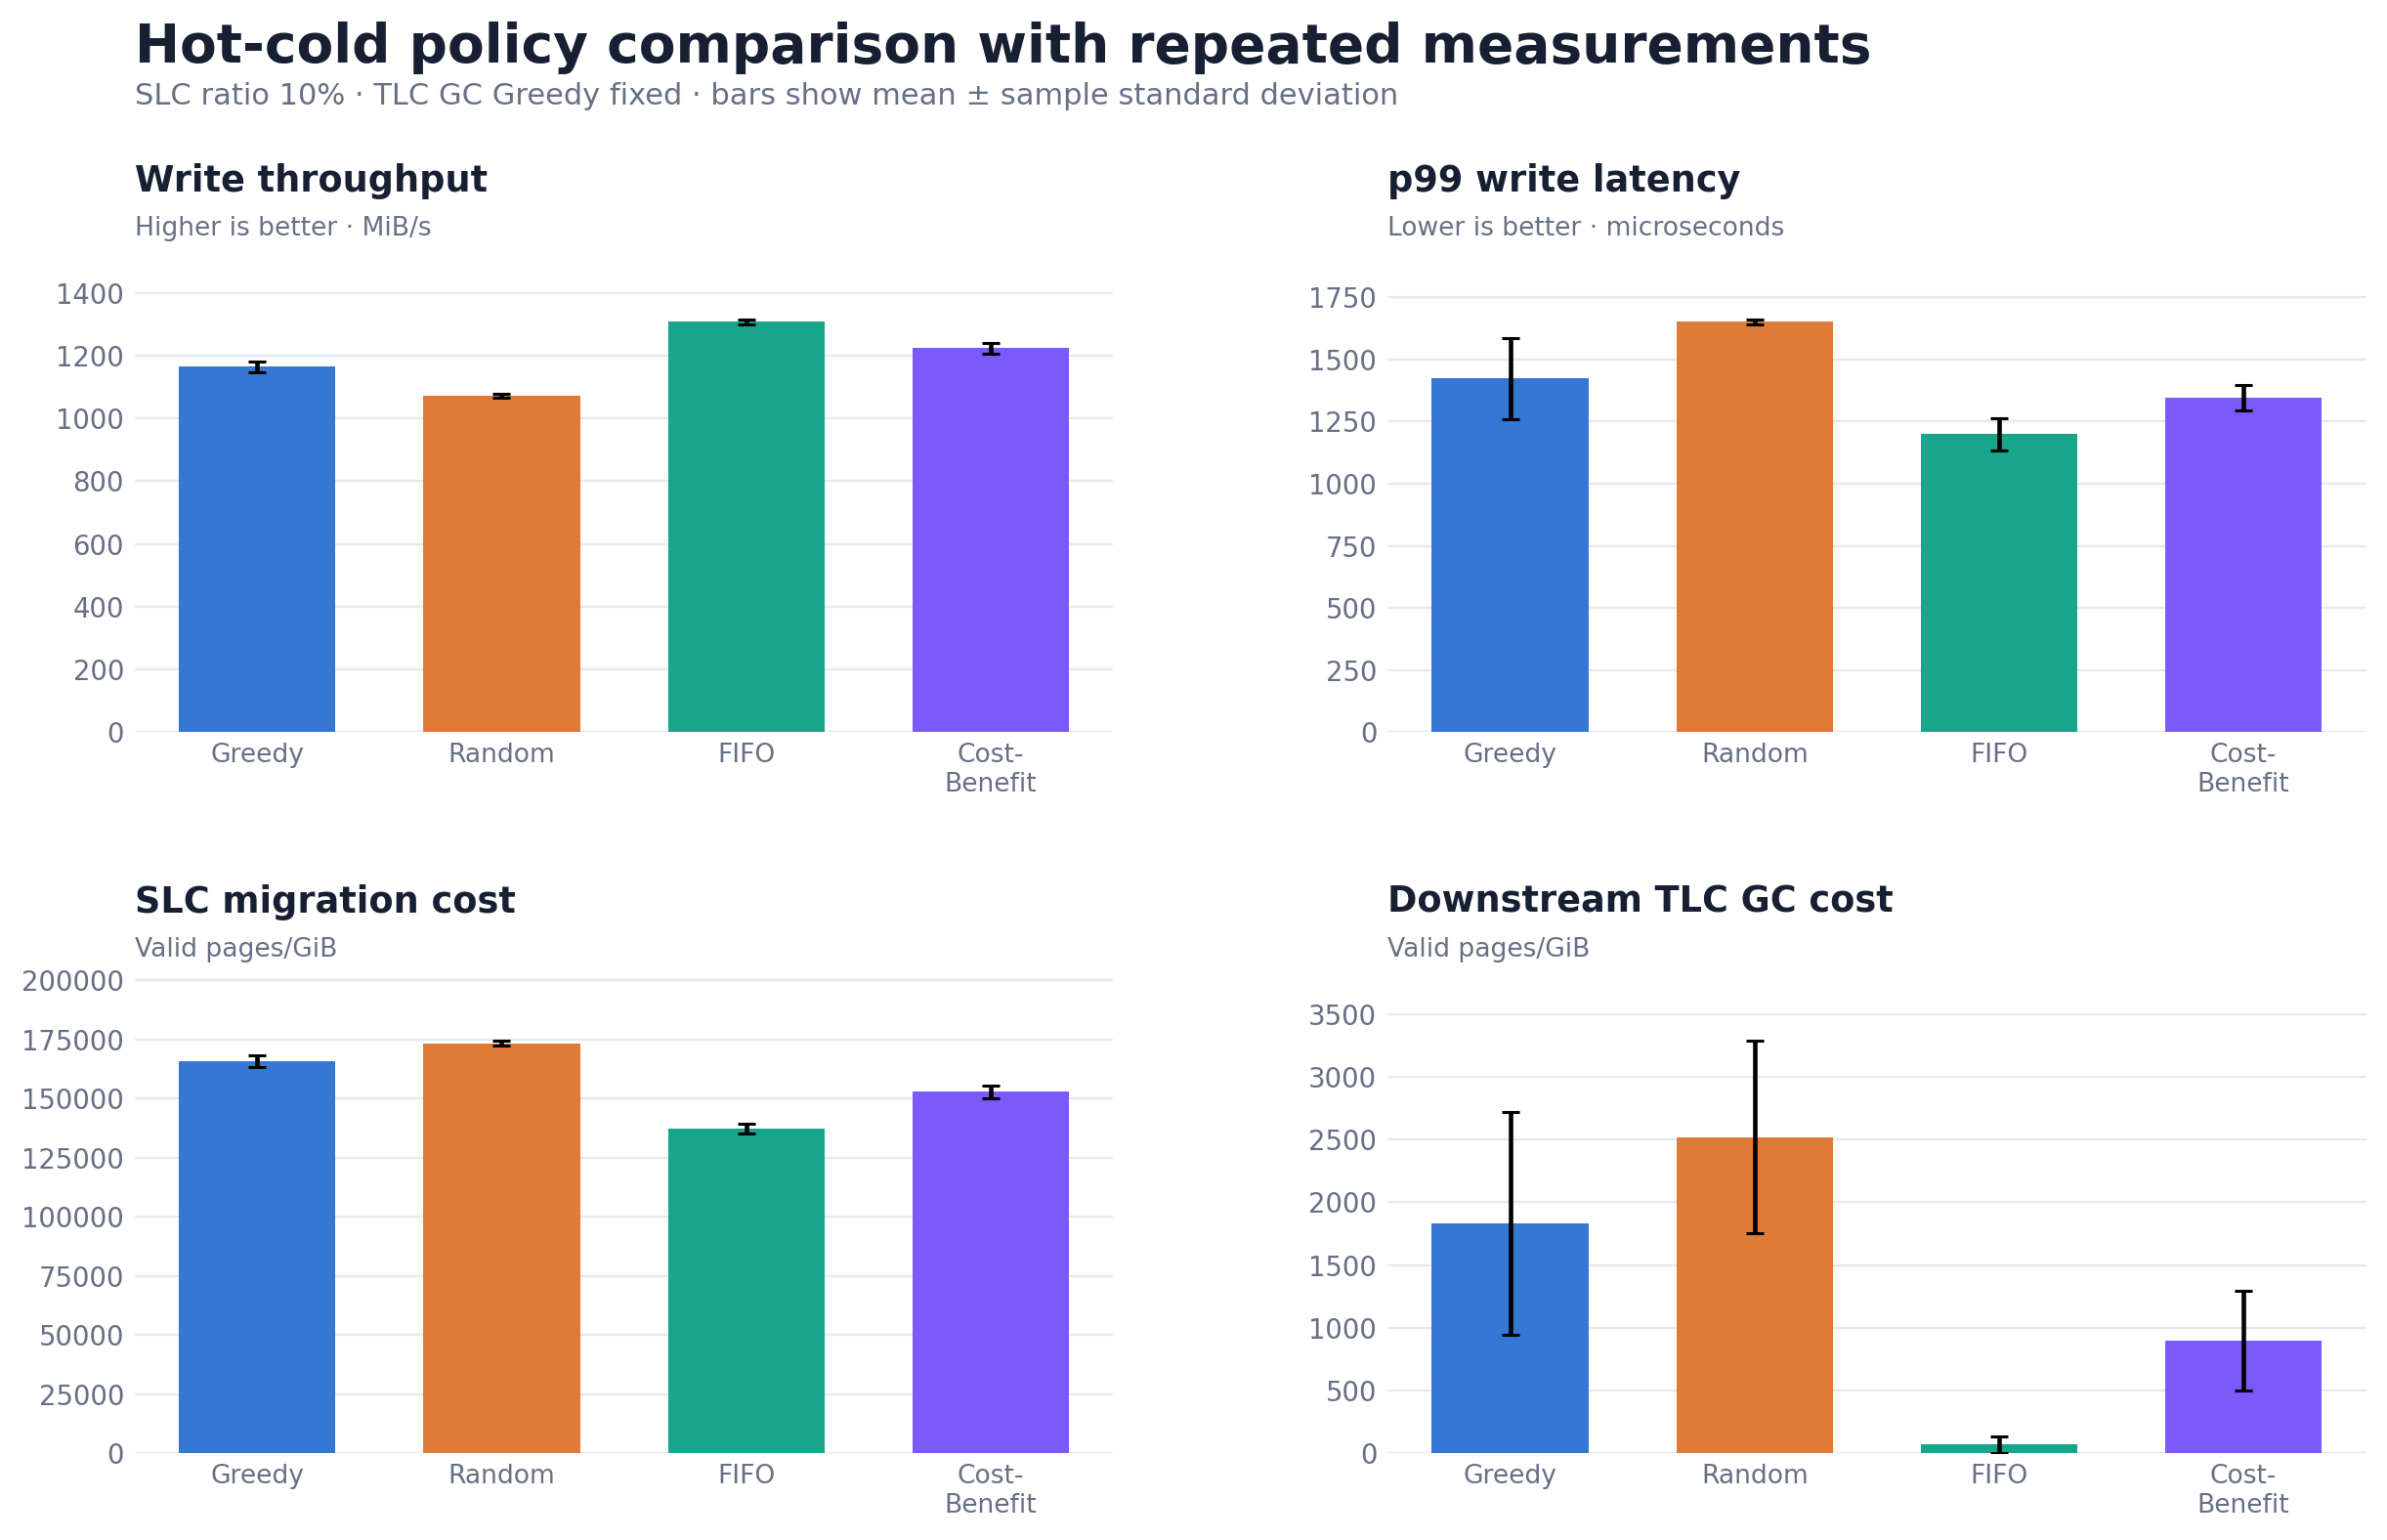 Hot-cold policy comparison with repeated measurements
SLC ratio 10% · TLC GC Greedy fixed · bars show mean ± sample standard deviation
Write throughput
Higher is better · MiB/s
1400
1200
1000
800
600
400
200
0
Greedy
Random
FIFO
Cost-
Benefit
p99 write latency
Lower is better · microseconds
1750
1500
1250
1000
750
500
250
0
Greedy
Random
FIFO
Cost-
Benefit
SLC migration cost
Valid pages/GiB
200000
175000
150000
125000
100000
75000
50000
25000
0
Greedy
Random
FIFO
Cost-
Benefit
Downstream TLC GC cost
Valid pages/GiB
3500
3000
2500
2000
1500
1000
500
0
Greedy
Random
FIFO
Cost-
Benefit